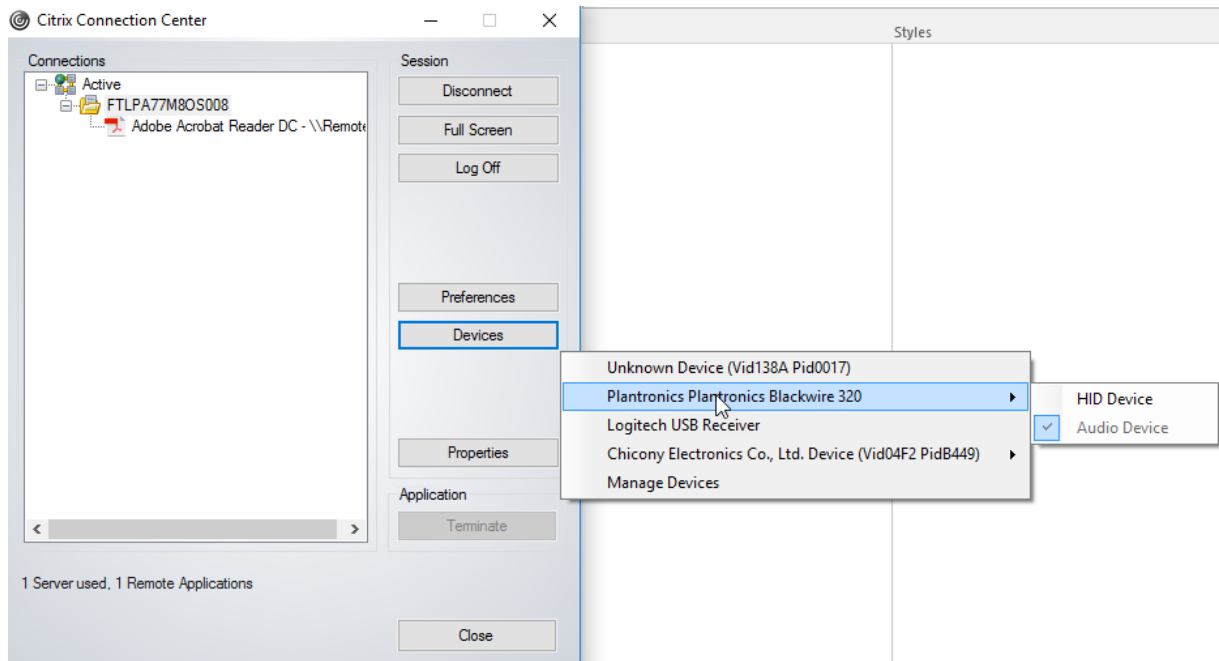 Citrix Connection Center
Styles
Connections
Active
FTLPA77M8OS008
Adobe Acrobat Reader DC - \\Remote
Session
Disconnect
Full Screen
Log Off
Preferences
Devices
Unknown Device (Vid138A Pid0017)
Plantronics Plantronics Blackwire 320
Logitech USB Receiver
Chicony Electronics Co., Ltd. Device (Vid04F2 PidB449)
Manage Devices
HID Device
Audio Device
Properties
Application
Terminate
1 Server used, 1 Remote Applications
Close